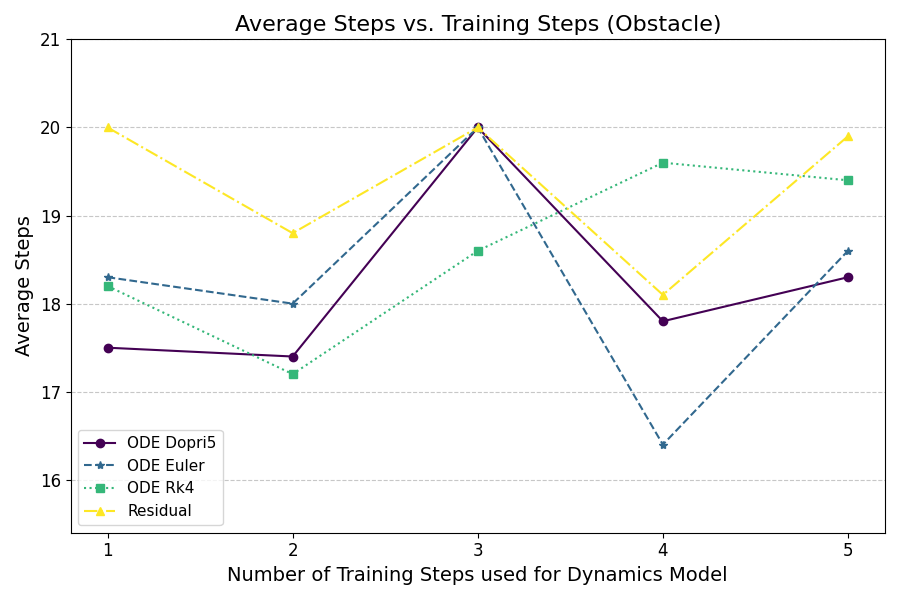 Average Steps vs. Training Steps (Obstacle)
21
20
19
18
17
16
Average Steps
ODE Dopri5
ODE Euler
ODE Rk4
Residual
1 2 3 4 5
Number of Training Steps used for Dynamics Model